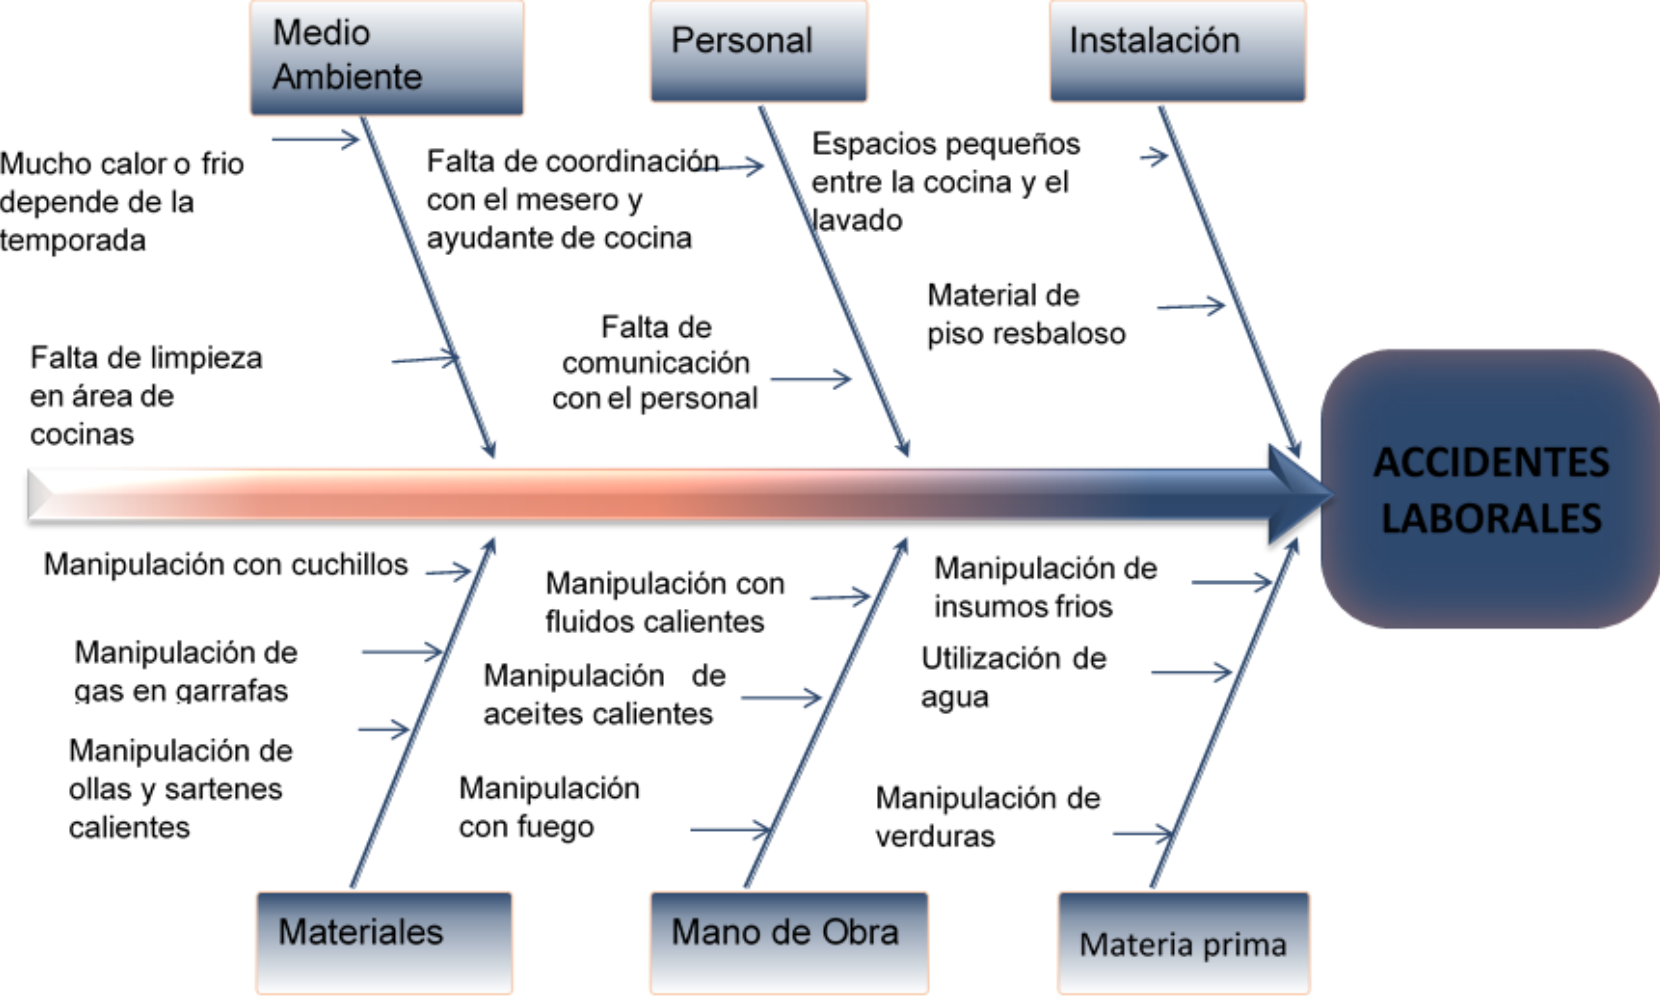 Medio
Ambiente
Personal
Instalación
Mucho calor o frio
depende de la
temporada
Falta de coordinación
con el mesero y
ayudante de cocina
Espacios pequeños
entre la cocina y el
lavado
Falta de limpieza
en área de
cocinas
Falta de
comunicación
con el personal
Material de
piso resbaloso
ACCIDENTES
LABORALES
Manipulación con cuchillos
Manipulación de
gas en garrafas
Manipulación de
ollas y sartenes
calientes
Manipulación con
fluidos calientes
Manipulación de
aceites calientes
Manipulación
con fuego
Manipulación de
insumos frios
Utilización de
agua
Manipulación de
verduras
Materiales
Mano de Obra
Materia prima